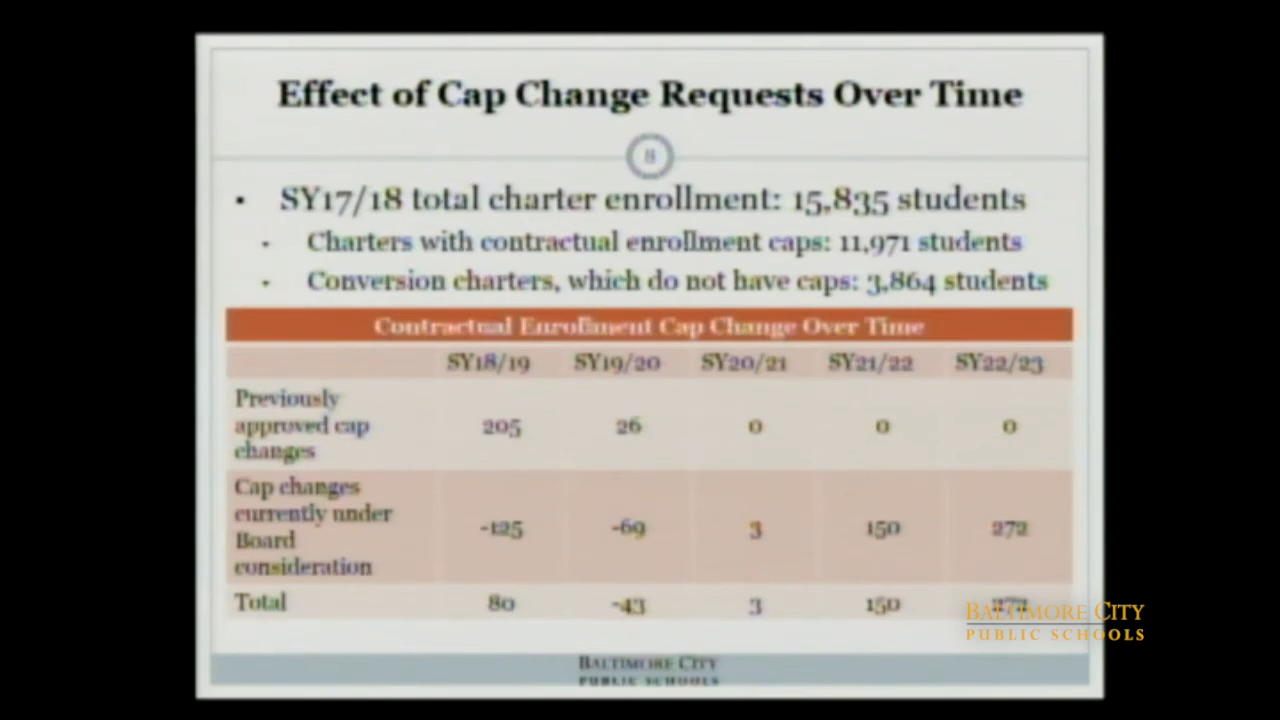 Effect of Cap Change Requests Over Time
8
▪ SY17/18 total charter enrollment: 15,835 students
▪ Charters with contractual enrollment caps: 11,971 students
▪ Conversion charters, which do not have caps: 3,864 students
Contractual Enrollment Cap Change Over Time
SY18/19 SY19/20 SY20/21 SY21/22 SY22/23
Previously
approved cap 205 26 0 0 0
changes
Cap changes
currently under
Board -125 -69 3 150 272
consideration
Total 80 -43 3 150
BALTIMORE CITY
PUBLIC SCHOOLS
BALTIMORE CITY
PUBLIC SCHOOLS